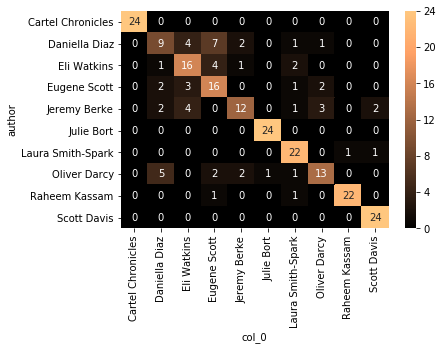 Cartel Chronicles 24 0 0 0 0 0 0 0 0 0
Daniella Diaz 0 9 4 7 2 0 1 1 0 0
Eli Watkins 0 1 16 4 1 0 2 0 0 0
Eugene Scott 0 2 3 16 0 0 1 2 0 0
Jeremy Berke 0 2 4 0 12 0 1 3 0 2
Julie Bort 0 0 0 0 0 24 0 0 0 0
Laura Smith-Spark 0 0 0 0 0 0 22 0 1 1
Oliver Darcy 0 5 0 2 2 1 1 13 0 0
Raheem Kassam 0 0 0 1 0 0 1 0 22 0
Scott Davis 0 0 0 0 0 0 0 0 0 24
author
Cartel Chronicles
Daniella Diaz
Eli Watkins
Eugene Scott
Jeremy Berke
Julie Bort
Laura Smith-Spark
Oliver Darcy
Raheem Kassam
Scott Davis
col_0
24
20
16
12
8
4
0